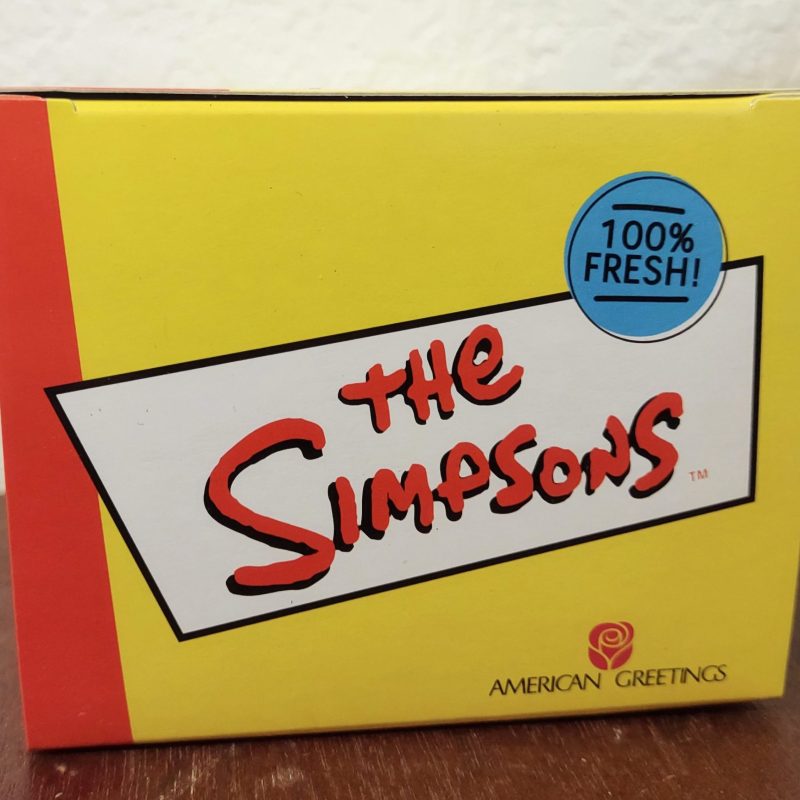 100%
FRESH!
THE
SIMPSONS
TM
AMERICAN GREETINGS